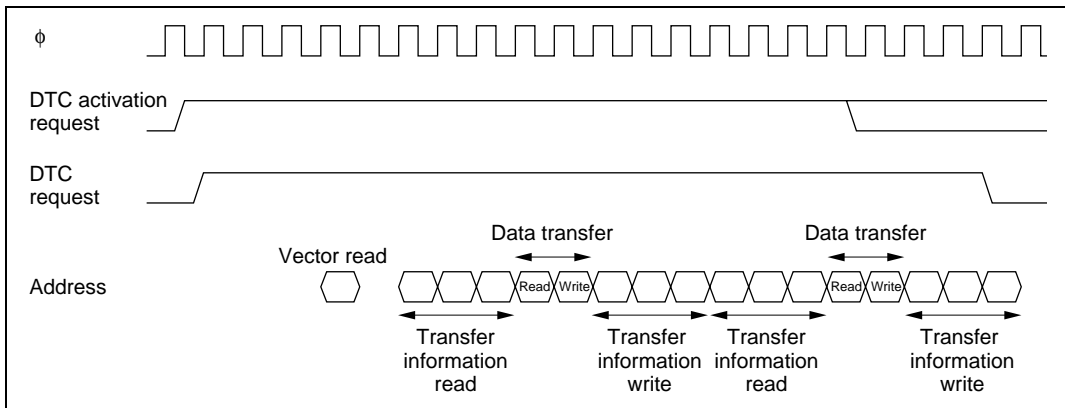 ϕ
DTC activation
request
DTC
request
Data transfer
Data transfer
Vector read
Address
Read
Write
Read
Write
Transfer
information
read
Transfer
information
write
Transfer
information
read
Transfer
information
write